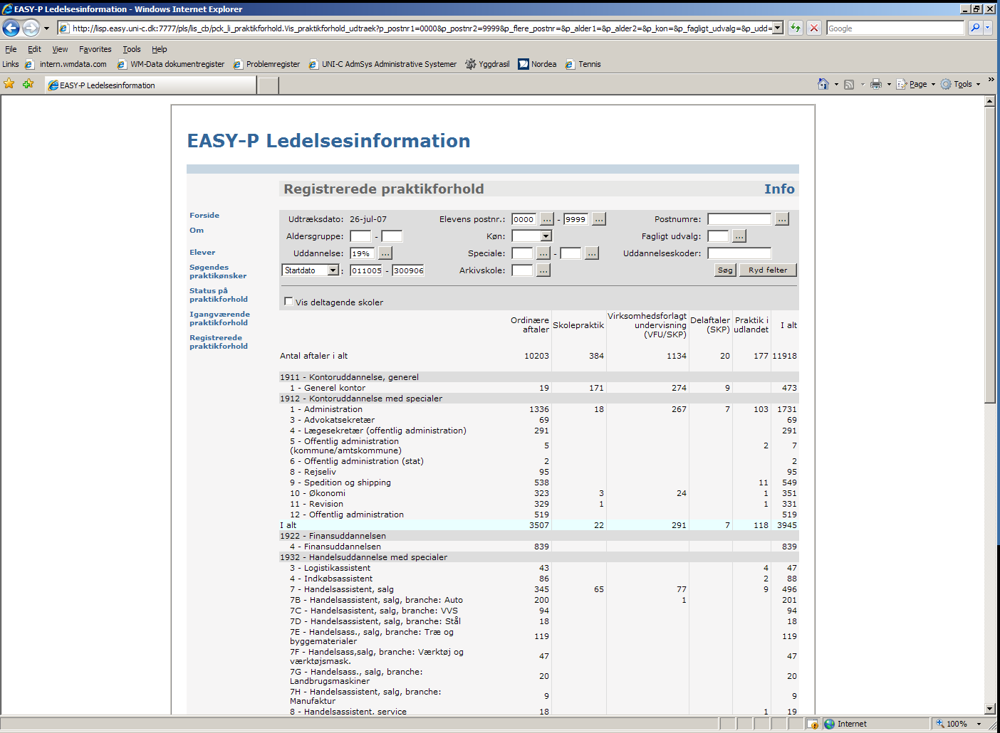 EASY-P Ledelsesinformation - Windows Internet Explorer
http://lisp.easy.uni-c.dk:7777/pls/lis_cb/pck_li_praktikforhold.Vis_praktikforhold_udtraek?p_postnr1=0000&p_postnr2=9999&p_flere_postnr=&p_alder1=&p_alder2=&p_kon=&p_fagligt_udvalg=&p_udd= Google
File Edit View Favorites Tools Help
Links intern.wmdata.com WM-Data dokumentregister Problemregister UNI-C AdmSys Administrative Systemer Yggdrasil Nordea Tennis
EASY-P Ledelsesinformation Page Tools »
EASY-P Ledelsesinformation
Registrerede praktikforhold Info
Forside
Om
Elever
Søgendes
praktikønsker
Status på
praktikforhold
Igangværende
praktikforhold
Registrerede
praktikforhold
Udtræksdato: 26-jul-07 Elevens postnr.: 0000 ... - 9999 ... Postnumre: ...
Aldersgruppe: - Køn: Fagligt udvalg: ...
Uddannelse: 19% ... Speciale: ... - ... Uddannelseskoder:
Startdato : 011005 - 300906 Arkivskole: ... Søg Ryd felter
Vis deltagende skoler
Ordinære aftaler Skolepraktik Virksomhedsforlagt undervisning (VFU/SKP) Delaftaler (SKP) Praktik i udlandet I alt
Antal aftaler i alt 10203 384 1134 20 177 11918
1911 - Kontoruddannelse, generel
1 - Generel kontor 19 171 274 9 473
1912 - Kontoruddannelse med specialer
1 - Administration 1336 18 267 7 103 1731
3 - Advokatsekretær 69 69
4 - Lægesekretær (offentlig administration) 291 291
5 - Offentlig administration
(kommune/amtskommune) 5 2 7
6 - Offentlig administration (stat) 2 2
8 - Rejseliv 95 95
9 - Spedition og shipping 538 11 549
10 - Økonomi 323 3 24 1 351
11 - Revision 329 1 1 331
12 - Offentlig administration 519 519
I alt 3507 22 291 7 118 3945
1922 - Finansuddannelsen
4 - Finansuddannelsen 839 839
1932 - Handelsuddannelse med specialer
3 - Logistikassistent 43 4 47
4 - Indkøbsassistent 86 2 88
7 - Handelsassistent, salg 345 65 77 9 496
7B - Handelsassistent, salg, branche: Auto 200 1 201
7C - Handelsasistent, salg, branche: VVS 94 94
7D - Handelsassistent, salg, branche: Stål 18 18
7E - Handelsass., salg, branche: Træ og
byggematerialer 119 119
7F - Handelsass,salg, branche: Værktøj og
værktøjsmask. 47 47
7G - Handelsass., salg, branche:
Landbrugsmaskiner 20 20
7H - Handelsassistent, salg, branche:
Manufaktur 9 9
8 - Handelsassistent, service 18 1 19
Internet 100%